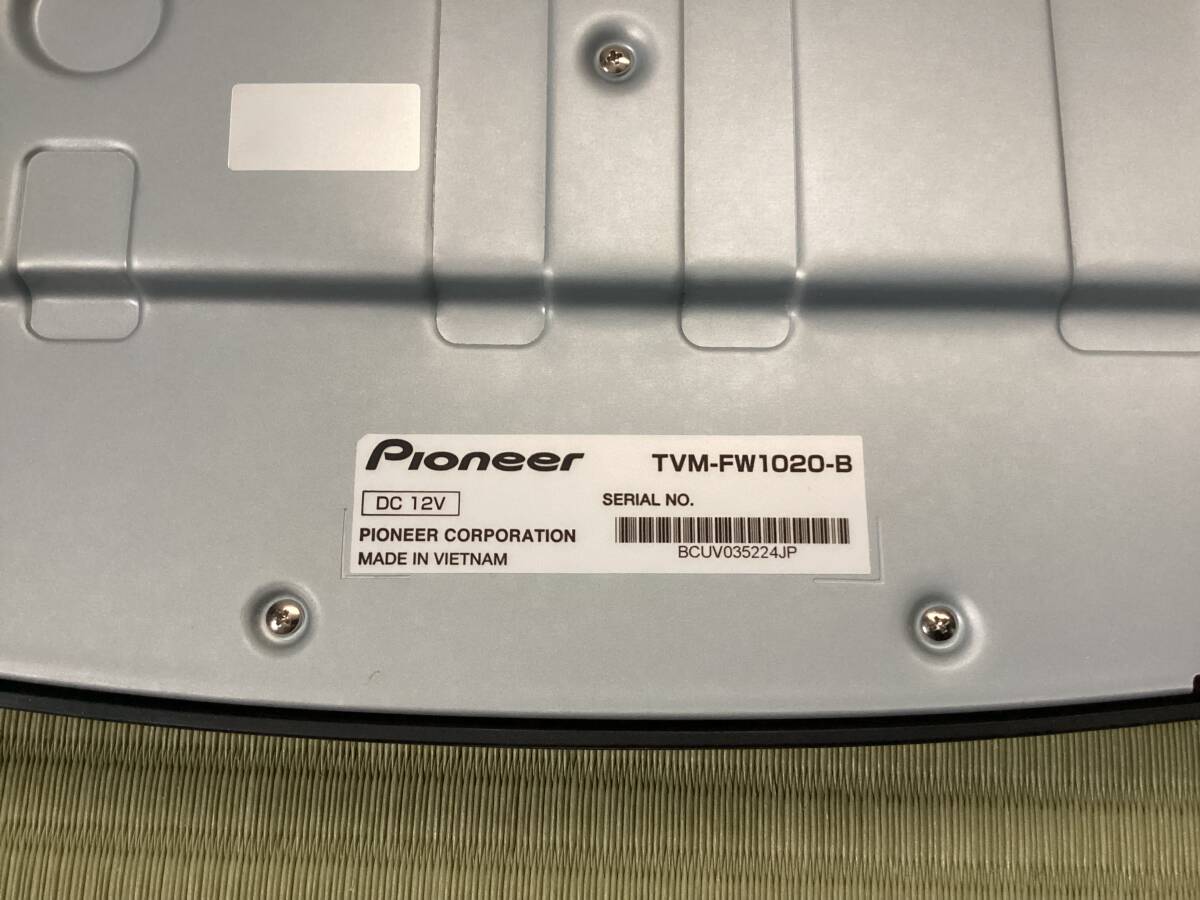 Pioneer TVM-FW1020-B
DC 12V SERIAL NO.
PIONEER CORPORATION
MADE IN VIETNAM BCUV035224JP